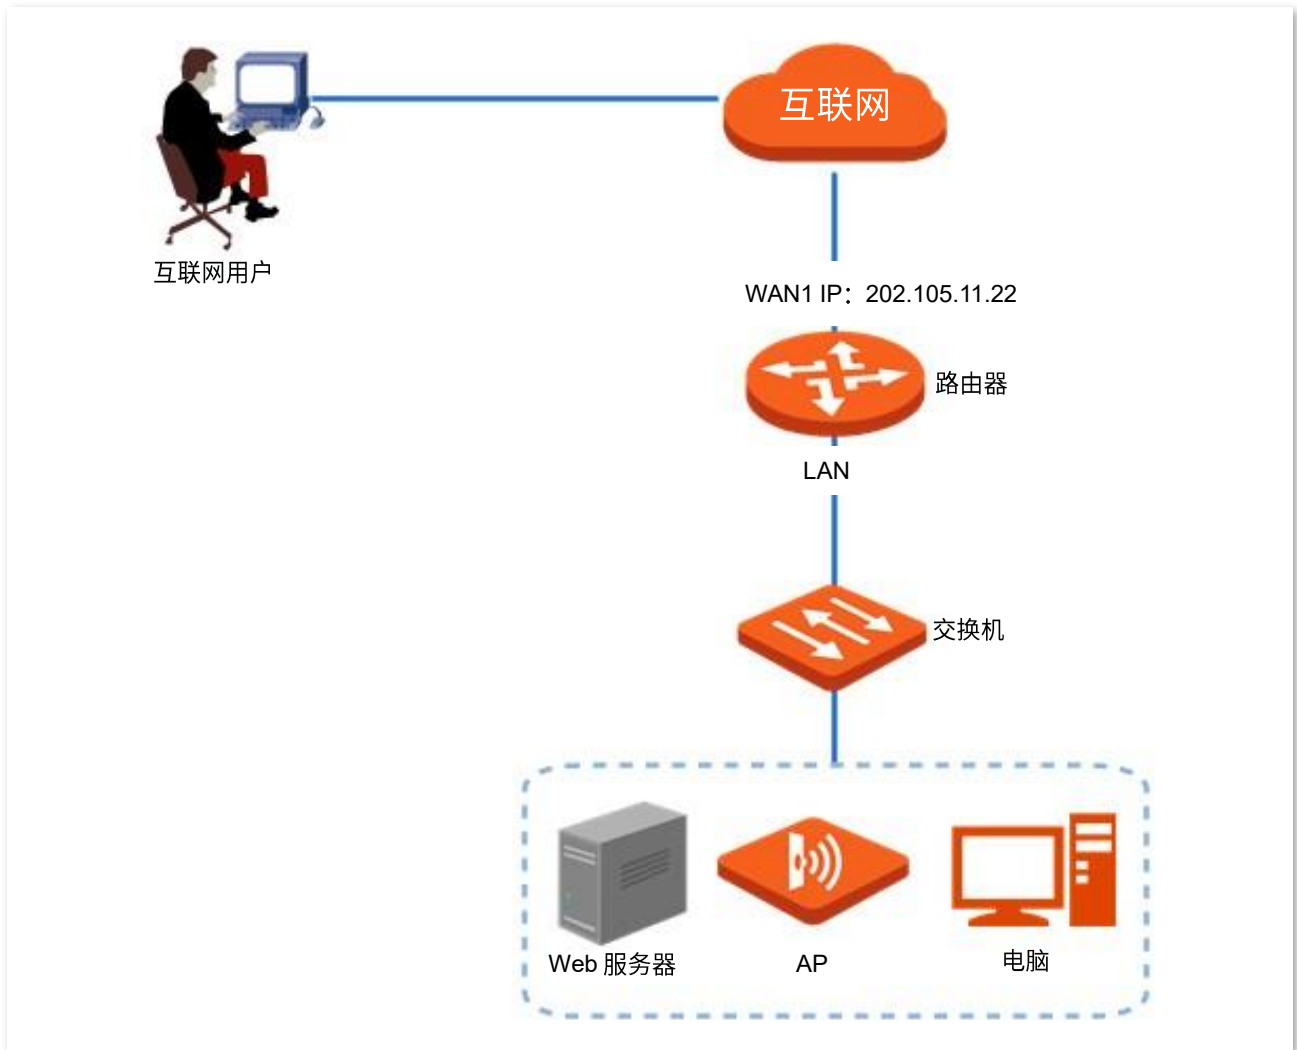 互联网
互联网用户
WAN1 IP：202.105.11.22
路由器
LAN
交换机
Web 服务器
AP
电脑